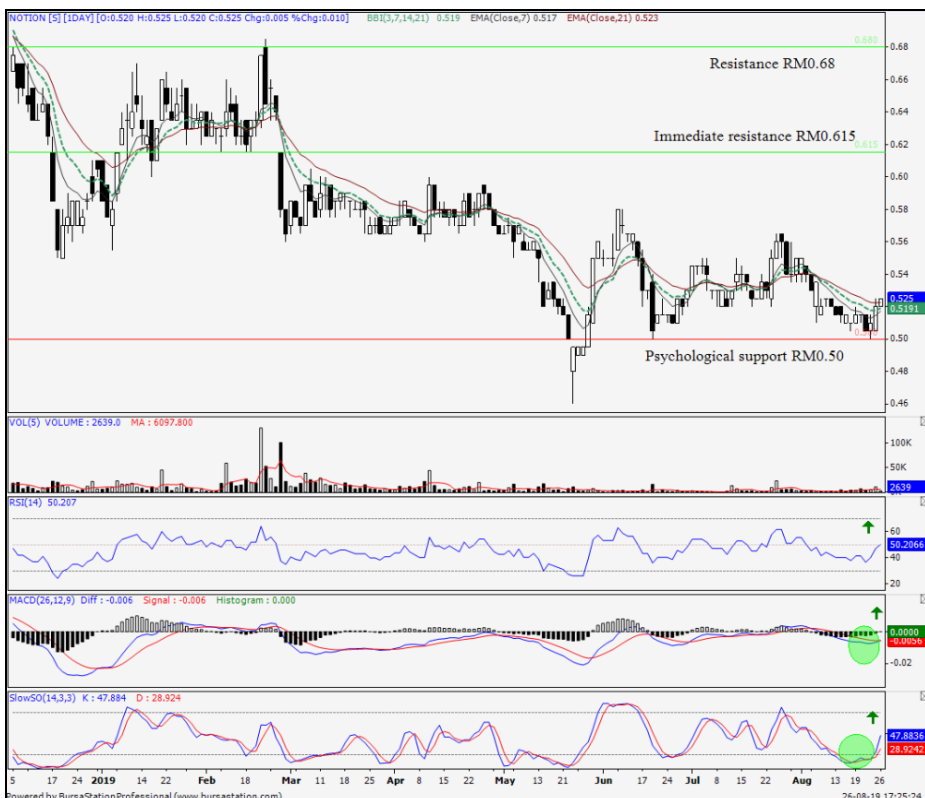 NOTION [S] [1DAY] [O:0.520 H:0.525 L:0.520 C:0.525 Chg:0.005 %Chg:0.010] BBI(3,7,14,21) 0.519 EMA(Close,7) 0.517 EMA(Close,21) 0.523
0.680
0.68
Resistance RM0.68
0.66
0.64
Immediate resistance RM0.615
0.615
0.62
0.60
0.58
0.56
0.54
0.525
0.5191
0.50
Psychological support RM0.50
0.48
0.46
VOL(5) VOLUME : 2639.0 MA : 6097.800
100K
50K
2639
RSI(14) 50.207
60
50.2066
40
20
MACD(26,12,9) Diff : -0.006 Signal : -0.006 Histogram : 0.000
0.0000
-0.0056
-0.02
SlowSO(14,3,3) K : 47.884 D : 28.924
47.8836
28.9242
5 17 24 2019 14 22 Feb 18 Mar 11 18 25 Apr 8 15 22 May 13 21 Jun 17 24 Jul 8 15 22 Aug 13 19 26
Powered by BursaStationProfessional (www.bursastation.com) 26-08-19 17:25:24